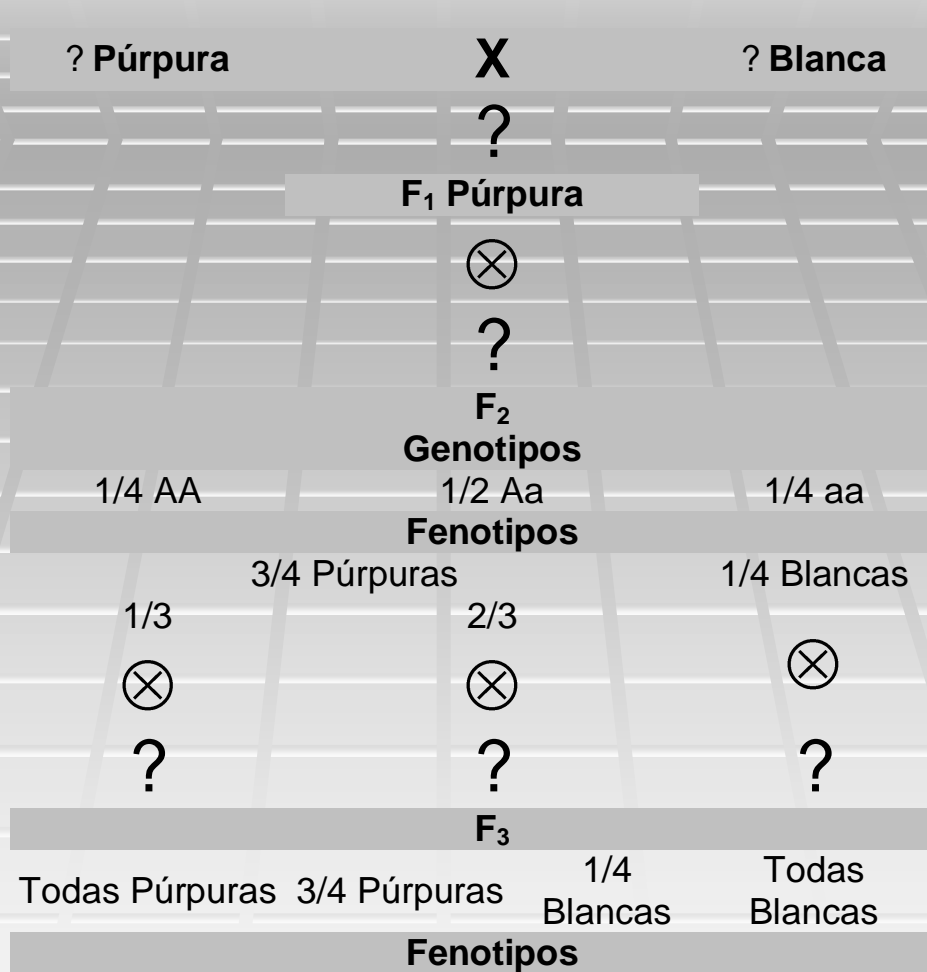 ? Púrpura X ? Blanca
?
F₁ Púrpura
⊗
?
F₂
Genotipos
1/4 AA 1/2 Aa 1/4 aa
Fenotipos
3/4 Púrpuras 1/4 Blancas
1/3 2/3
⊗ ⊗ ⊗
? ? ?
F₃
Todas Púrpuras 3/4 Púrpuras 1/4 Blancas Todas Blancas
Fenotipos